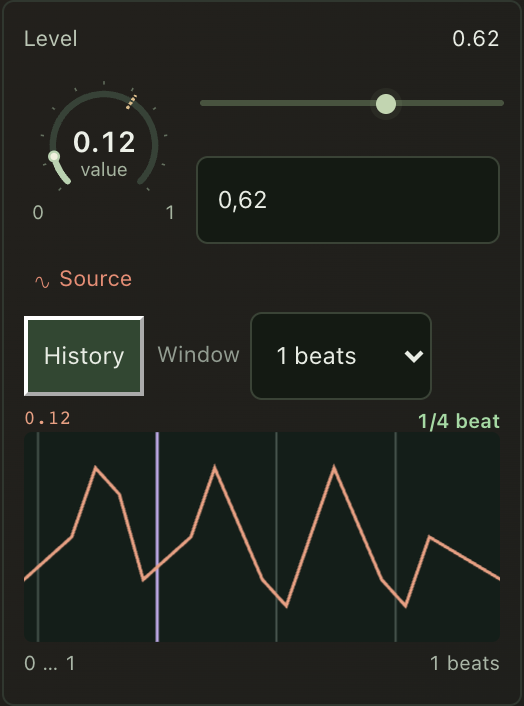 Level 0.62
0.12
value
0 1
0,62
∿ Source
History Window 1 beats
0.12 1/4 beat
0 ... 1 1 beats